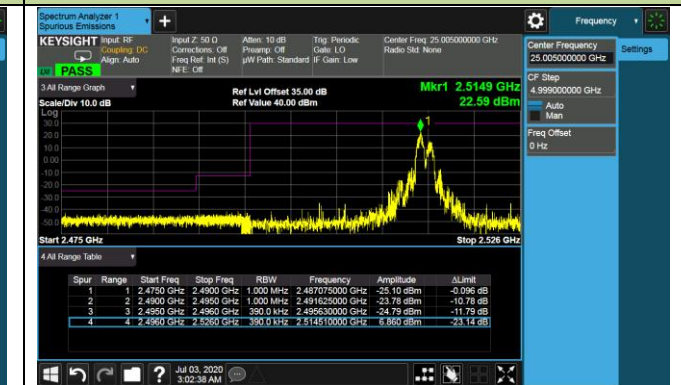 Spectrum Analyzer 1
Spurious Emissions
Frequency
KEYSIGHT Input: RF
Coupling: DC
Align: Auto
Input Z: 50 Ω
Corrections: Off
Freq Ref: Int (S)
NFE: Off
Atten: 10 dB
Preamp: Off
µW Path: Standard
Trig: Periodic
Gate: LO
IF Gain: Low
Center Freq: 25.005000000 GHz
Radio Std: None
PASS
Center Frequency
25.005000000 GHz
Settings
CF Step
4.999000000 GHz
Auto
Man
Freq Offset
0 Hz
3 All Range Graph
Ref Lvl Offset 35.00 dB
Mkr1 2.5149 GHz
Scale/Div 10.0 dB
Ref Value 40.00 dBm
22.59 dBm
Log
30.0
20.0
10.0
0.00
-10.0
-20.0
-30.0
-40.0
-50.0
1
Start 2.475 GHz
Stop 2.526 GHz
4 All Range Table
Spur Range Start Freq Stop Freq RBW Frequency Amplitude ΔLimit
1 1 2.4750 GHz 2.4900 GHz 1.000 MHz 2.487075000 GHz -25.10 dBm -0.096 dB
2 2 2.4900 GHz 2.4950 GHz 1.000 MHz 2.491625000 GHz -23.78 dBm -10.78 dB
3 3 2.4950 GHz 2.4960 GHz 390.0 kHz 2.495630000 GHz -24.79 dBm -11.79 dB
4 4 2.4960 GHz 2.5260 GHz 390.0 kHz 2.514510000 GHz 6.860 dBm -23.14 dB
Jul 03, 2020
3:02:38 AM